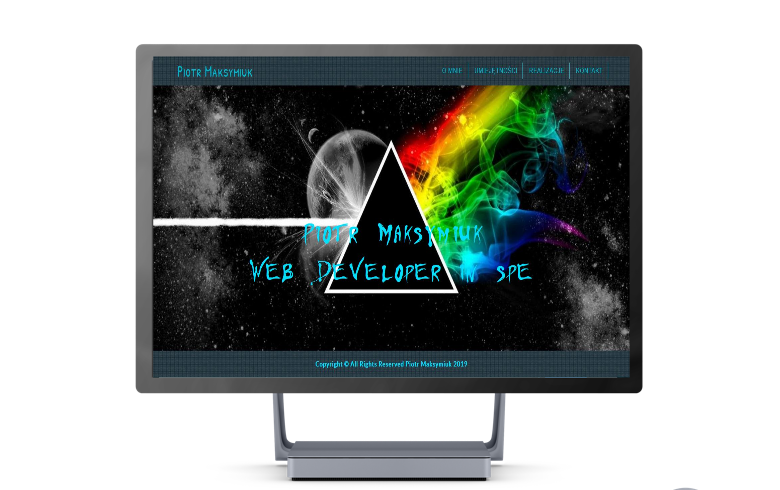 Piotr Maksymiuk
O MNIE
UMIEJĘTNOŚCI
REALIZACJE
KONTAKT
Piotr Maksymiuk
Web Developer in spe
Copyright © All Rights Reserved Piotr Maksymiuk 2019